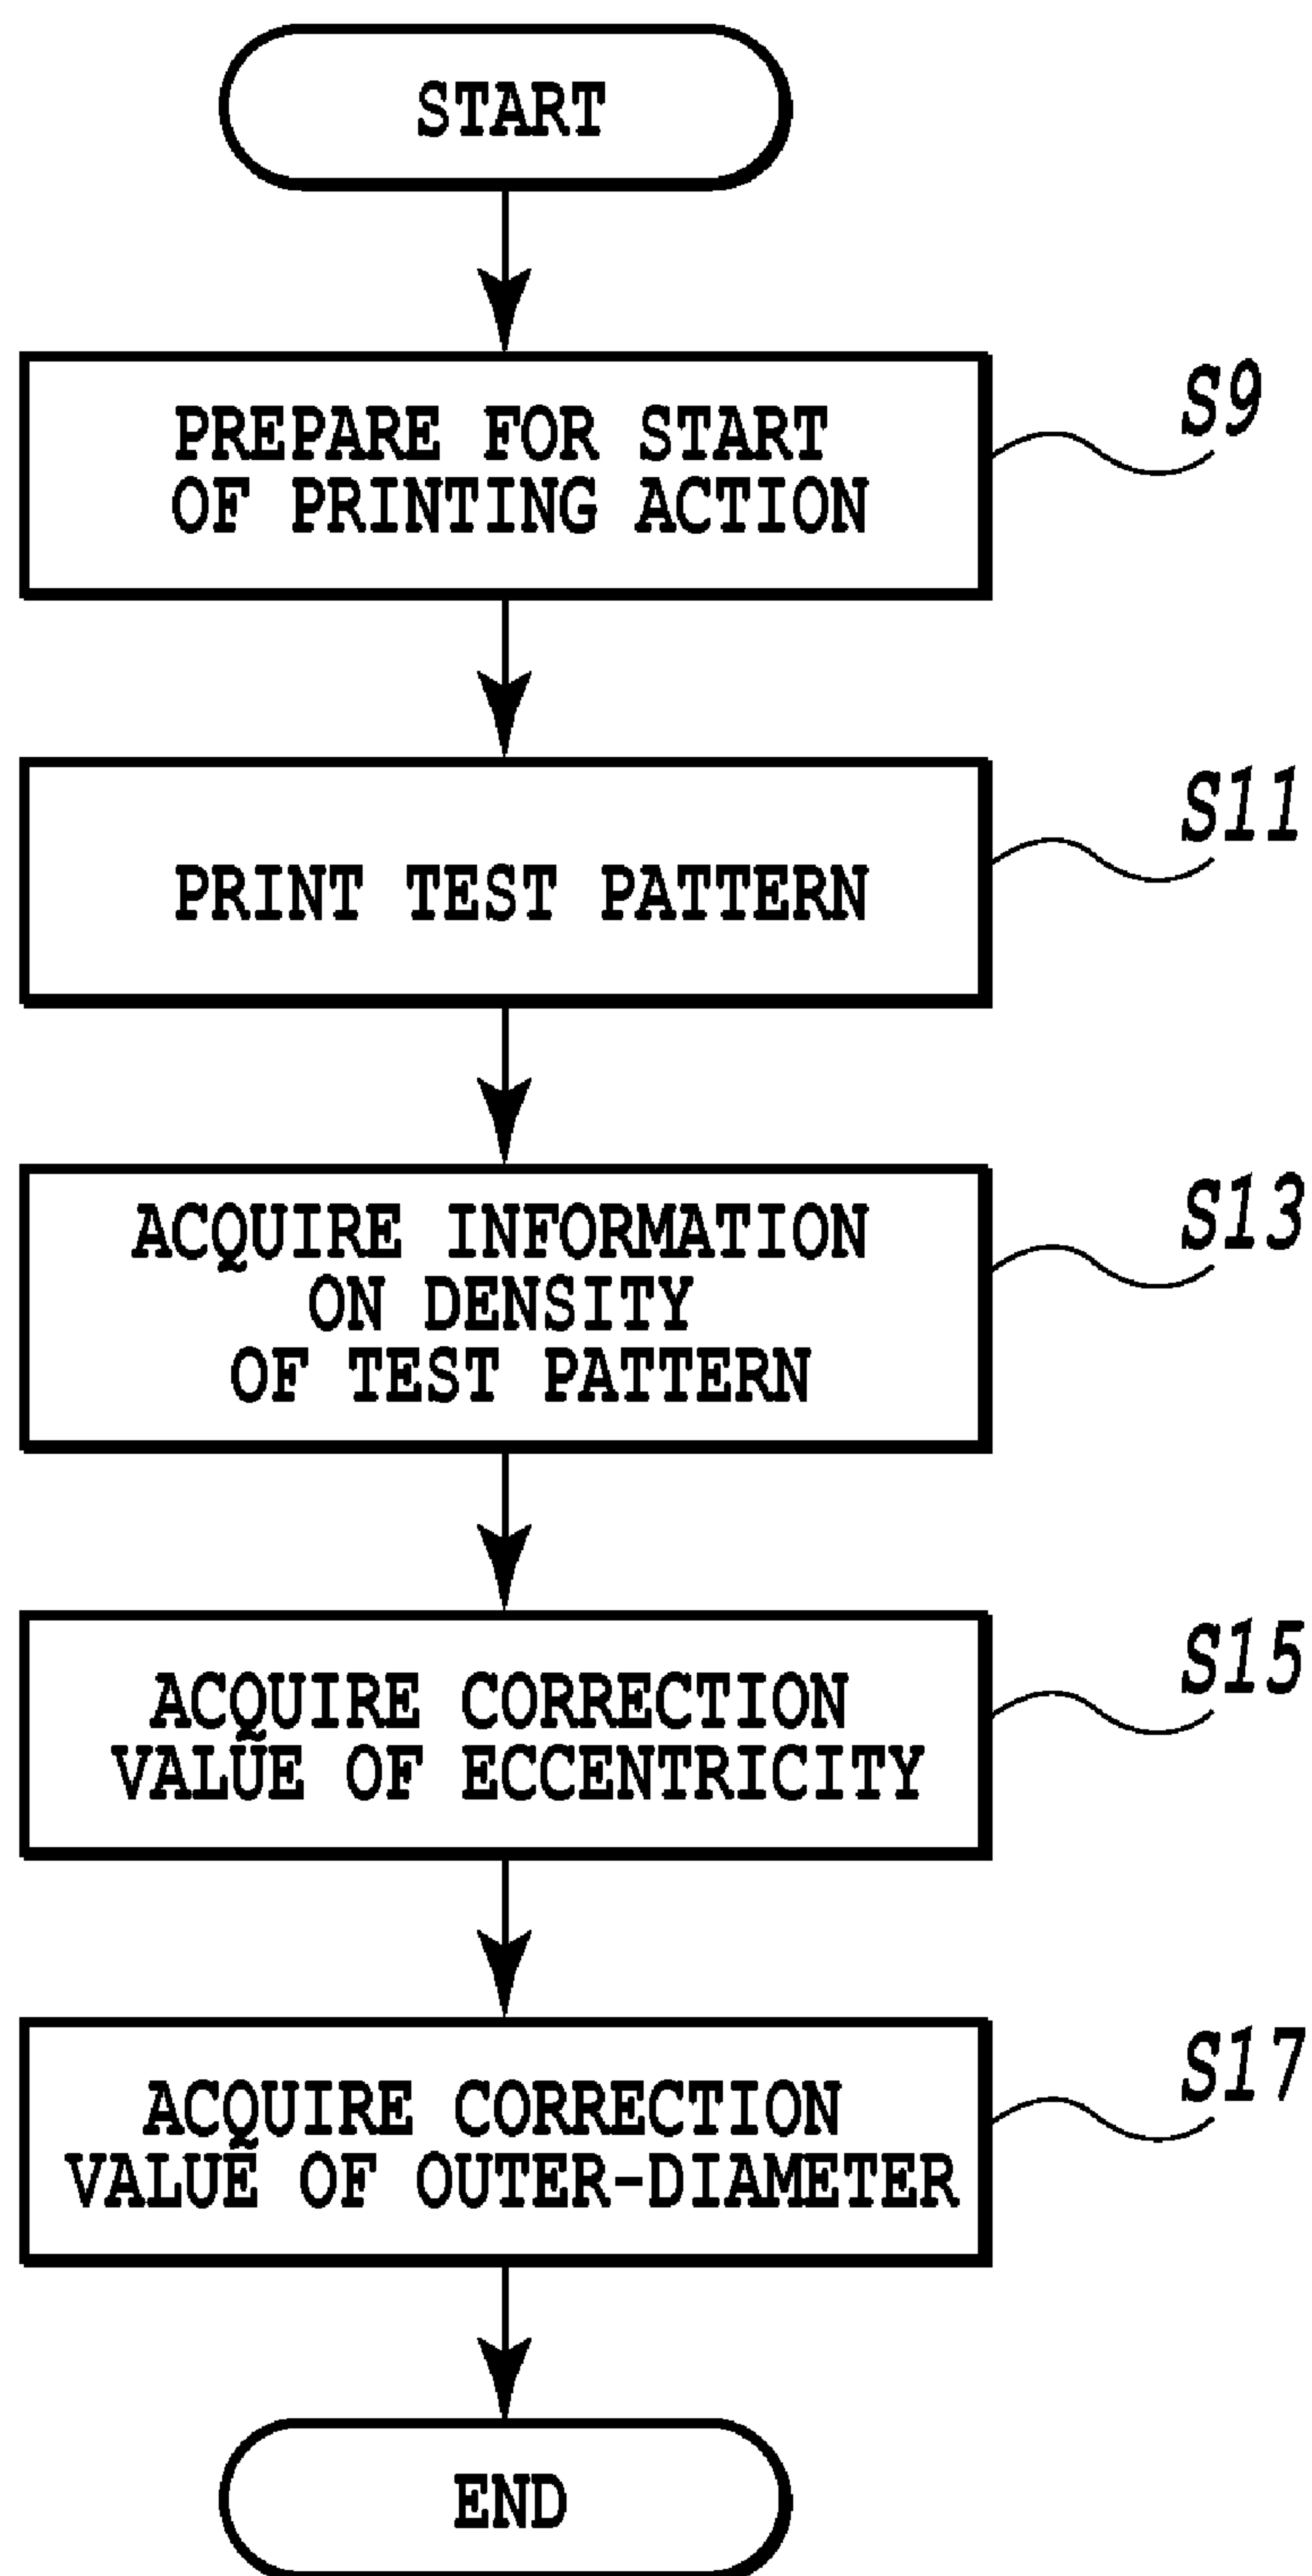 START
PREPARE FOR START
OF PRINTING ACTION
S9
PRINT TEST PATTERN
S11
ACQUIRE INFORMATION
ON DENSITY
OF TEST PATTERN
S13
ACQUIRE CORRECTION
VALUE OF ECCENTRICITY
S15
ACQUIRE CORRECTION
VALUE OF OUTER-DIAMETER
S17
END